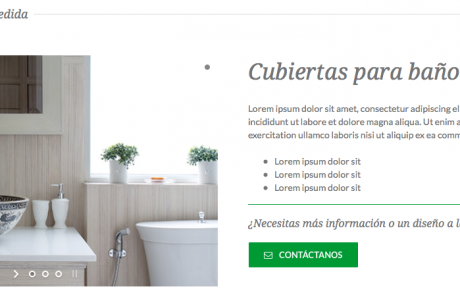 edida
Cubiertas para baño
Lorem ipsum dolor sit amet, consectetur adipiscing el
incididunt ut labore et dolore magna aliqua. Ut enim a
exercitation ullamco laboris nisi ut aliquip ex ea comm
Lorem ipsum dolor sit
Lorem ipsum dolor sit
Lorem ipsum dolor sit
¿Necesitas más información o un diseño a l
CONTÁCTANOS